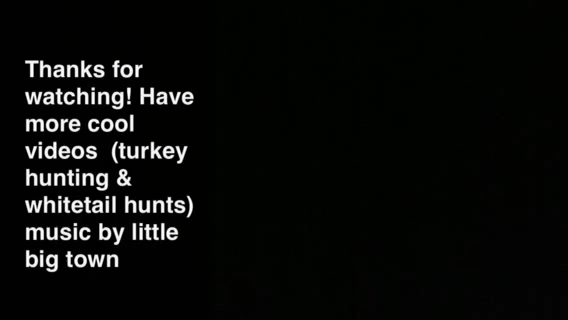 Thanks for
watching! Have
more cool
videos  (turkey
hunting &
whitetail hunts)
music by little
big town